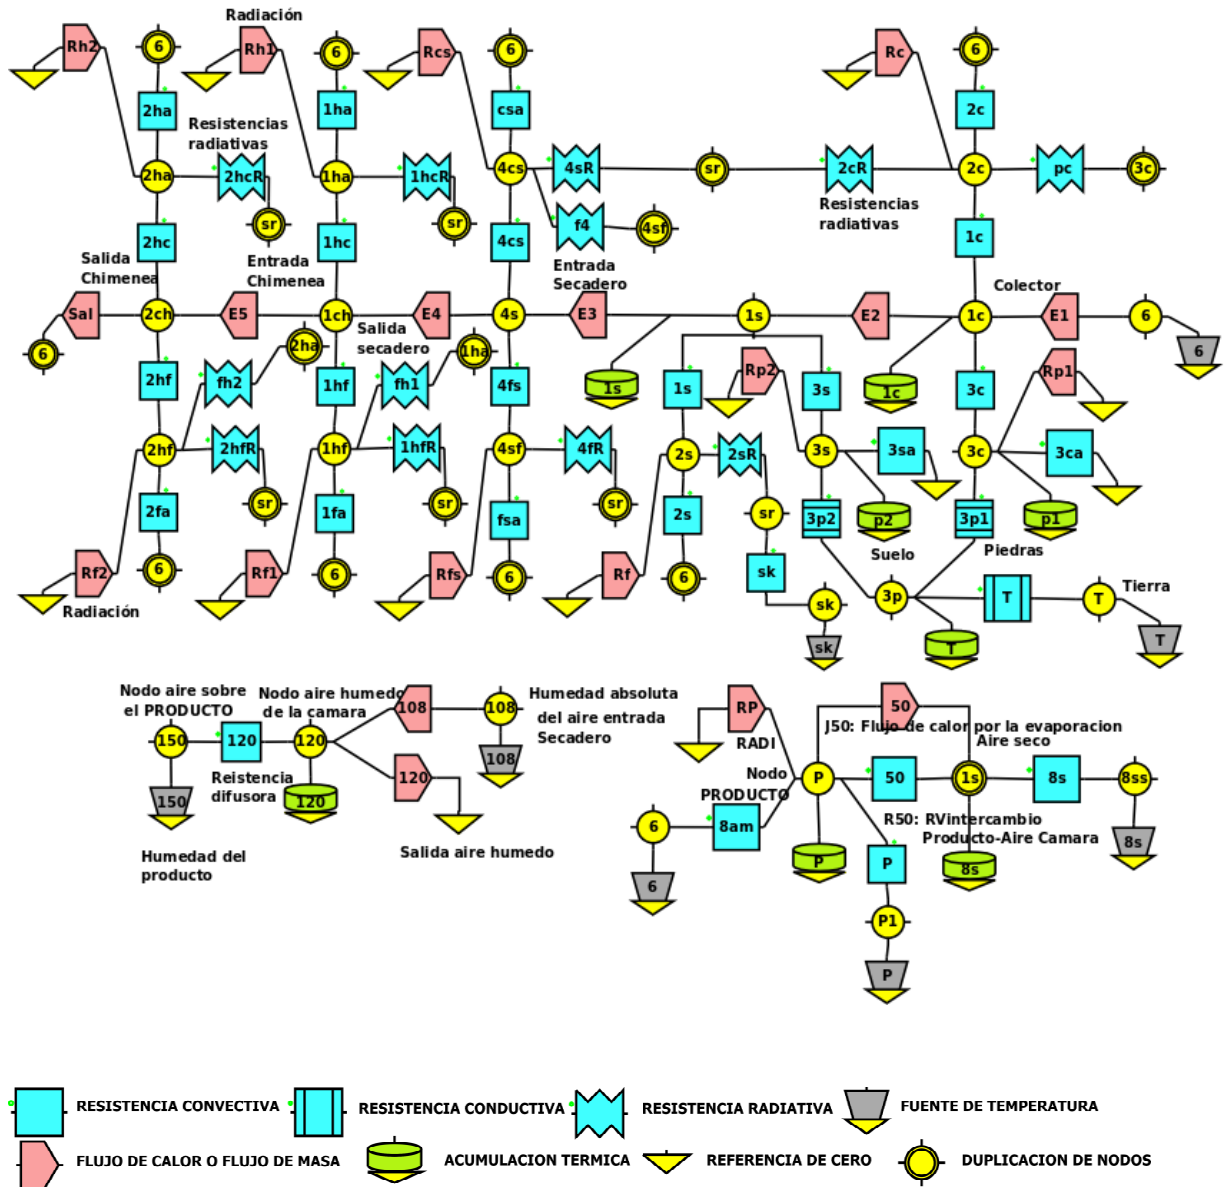 Radiación
Rh2
6
Rh1
6
Rcs
6
Rc
6
2ha
1ha
csa
2c
Resistencias
radiativas
2ha
2hcR
1ha
1hcR
4cs
4sR
sr
2cR
2c
pc
3c
Resistencias
radiativas
sr
sr
f4
4sf
2hc
1hc
4cs
1c
Salida
Chimenea
Entrada
Chimenea
Entrada
Secadero
Colector
Sal
2ch
E5
1ch
E4
4s
E3
1s
E2
1c
E1
6
6
2ha
Salida
secadero
1ha
6
2hf
fh2
1hf
fh1
4fs
1s
1s
Rp2
3s
1c
3c
Rp1
2hf
2hfR
1hf
1hfR
4sf
4fR
2s
2sR
3s
3sa
3c
3ca
sr
sr
sr
sr
2fa
1fa
fsa
2s
3p2
p2
3p1
p1
Suelo
Piedras
Rf2
6
Rf1
6
Rfs
6
Rf
6
sk
sk
3p
T
T
Tierra
Radiación
sk
T
T
Nodo aire sobre
el PRODUCTO
Nodo aire humedo
de la camara
108
108
Humedad absoluta
del aire entrada
Secadero
150
120
120
108
150
Reistencia
difusora
120
120
Humedad del
producto
Salida aire humedo
RP
RADI
50
J50: Flujo de calor por la evaporacion
Aire seco
Nodo
PRODUCTO
P
50
1s
8s
8ss
6
8am
R50: RVintercambio
Producto-Aire Camara
6
P
P
8s
8s
P1
P
RESISTENCIA CONVECTIVA
RESISTENCIA CONDUCTIVA
RESISTENCIA RADIATIVA
FUENTE DE TEMPERATURA
FLUJO DE CALOR O FLUJO DE MASA
ACUMULACION TERMICA
REFERENCIA DE CERO
DUPLICACION DE NODOS